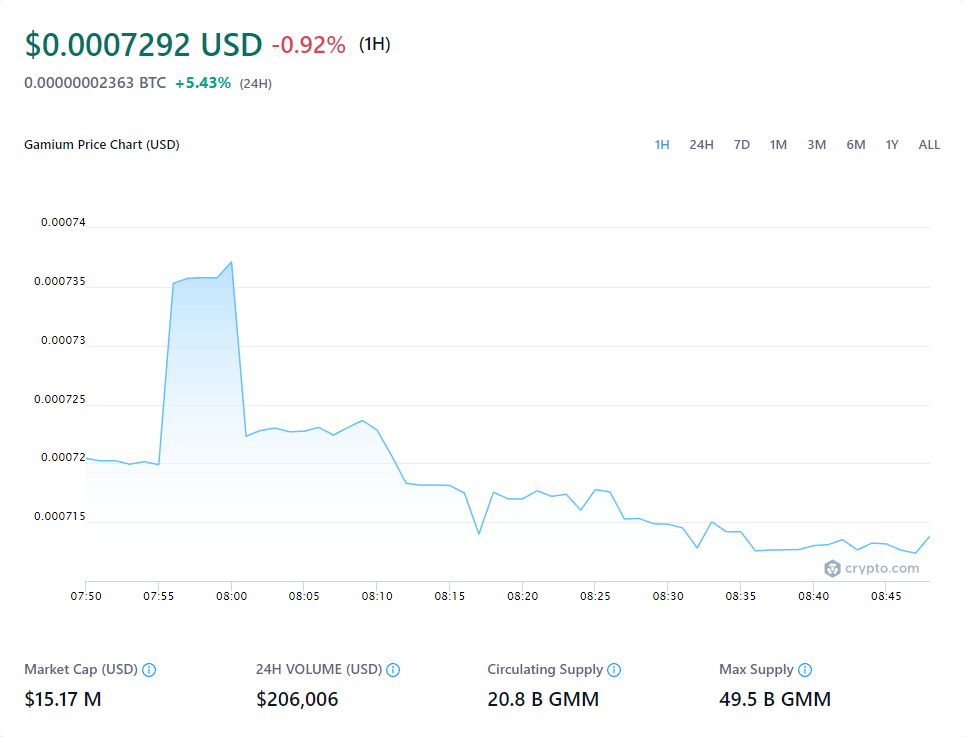 $0.0007292 USD -0.92% (1H)
0.00000002363 BTC +5.43% (24H)
Gamium Price Chart (USD)
1H 24H 7D 1M 3M 6M 1Y ALL
0.00074
0.000735
0.00073
0.000725
0.00072
0.000715
crypto.com
07:50 07:55 08:00 08:05 08:10 08:15 08:20 08:25 08:30 08:35 08:40 08:45
Market Cap (USD) 24H VOLUME (USD) Circulating Supply Max Supply
$15.17 M $206,006 20.8 B GMM 49.5 B GMM